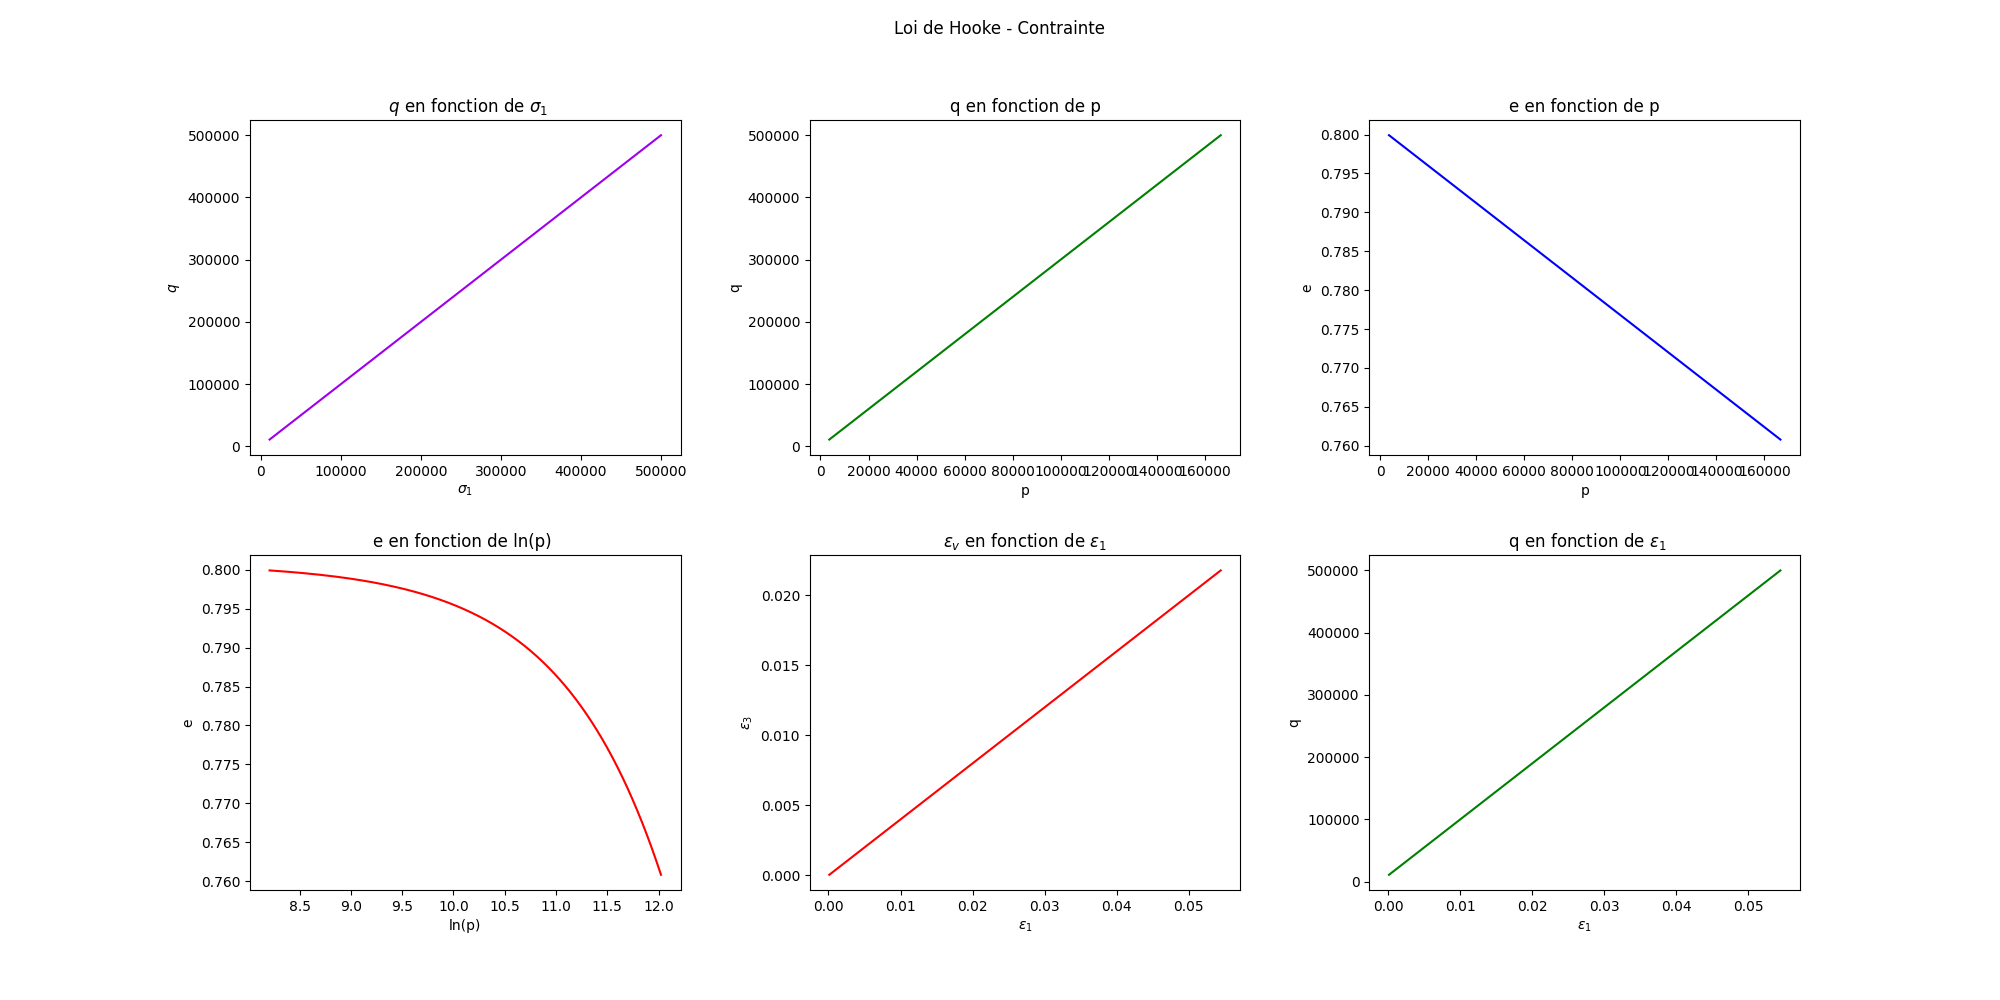 Loi de Hooke - Contrainte
q en fonction de σ₁
500000
400000
300000
200000
100000
0
q
0 100000 200000 300000 400000 500000
σ₁
q en fonction de p
500000
400000
300000
200000
100000
0
q
0 20000 40000 60000 80000 100000 120000 140000 160000
p
e en fonction de p
0.800
0.795
0.790
0.785
0.780
0.775
0.770
0.765
0.760
e
0 20000 40000 60000 80000 100000 120000 140000 160000
p
e en fonction de ln(p)
0.800
0.795
0.790
0.785
0.780
0.775
0.770
0.765
0.760
e
8.5 9.0 9.5 10.0 10.5 11.0 11.5 12.0
ln(p)
εᵥ en fonction de ε₁
0.020
0.015
0.010
0.005
0.000
ε₃
0.00 0.01 0.02 0.03 0.04 0.05
ε₁
q en fonction de ε₁
500000
400000
300000
200000
100000
0
q
0.00 0.01 0.02 0.03 0.04 0.05
ε₁